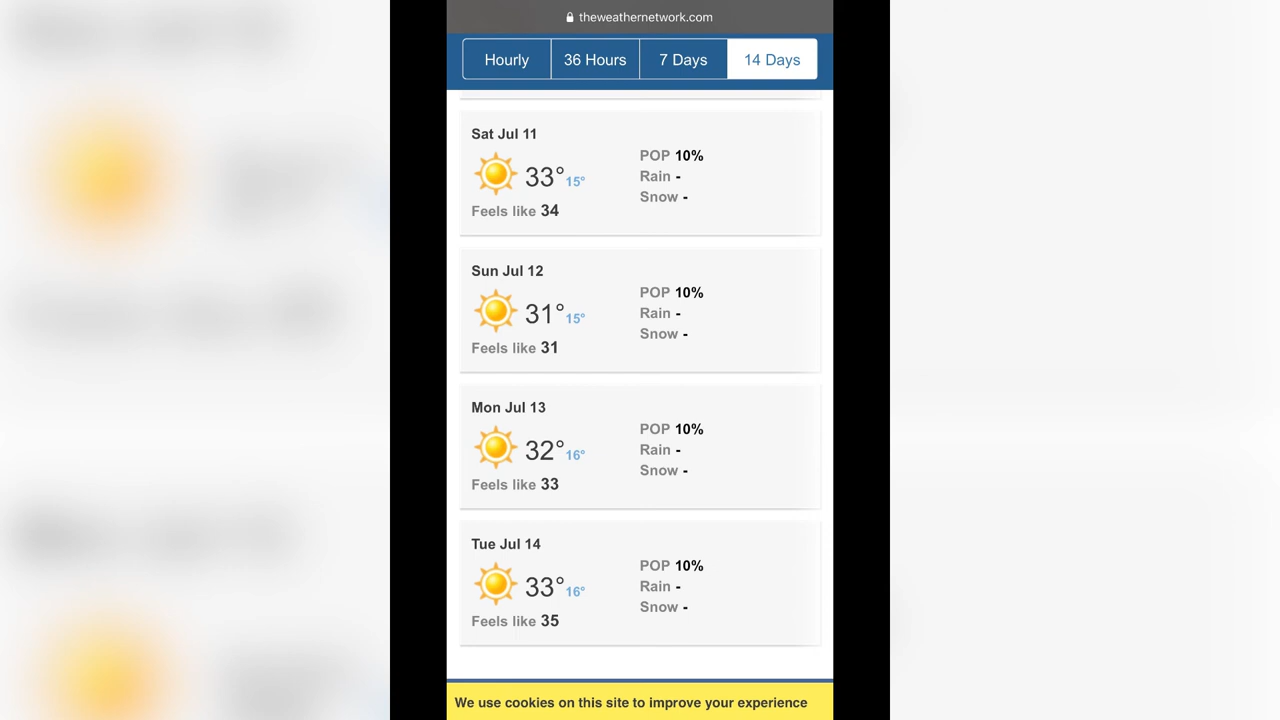 theweathernetwork.com
Hourly 36 Hours 7 Days 14 Days
Sat Jul 11
33° 15°
Feels like 34
POP 10%
Rain -
Snow -
Sun Jul 12
31° 15°
Feels like 31
POP 10%
Rain -
Snow -
Mon Jul 13
32° 16°
Feels like 33
POP 10%
Rain -
Snow -
Tue Jul 14
33° 16°
Feels like 35
POP 10%
Rain -
Snow -
We use cookies on this site to improve your experience